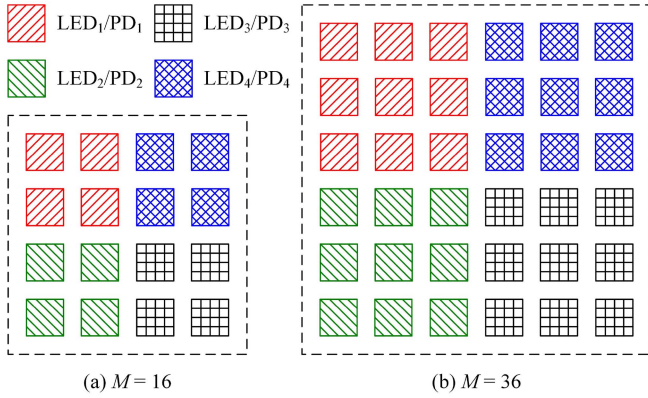 LED₁/PD₁
LED₃/PD₃
LED₂/PD₂
LED₄/PD₄
(a) M = 16
(b) M = 36